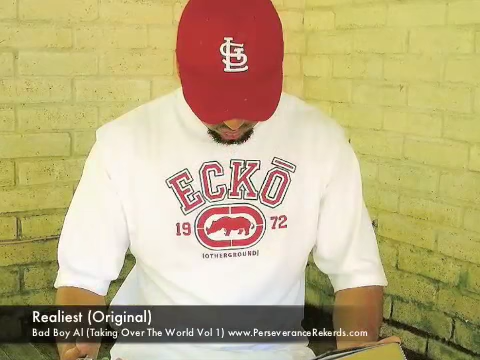 STL
ECKŌ
19 72
[OTHERGROUND]
Realiest (Original)
Bad Boy Al (Taking Over The World Vol 1) www.PerseveranceRekerds.com